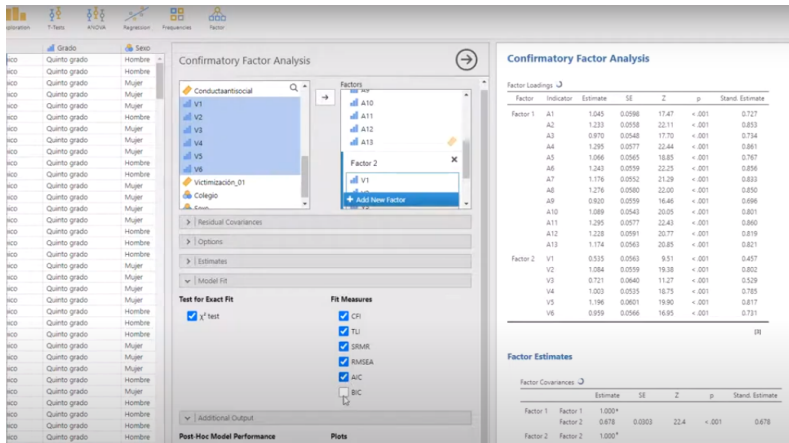 Exploration
T-Tests
ANOVA
Regression
Frequencies
Factor
Grado
Sexo
Quinto grado Hombre
Quinto grado Hombre
Quinto grado Mujer
Quinto grado Mujer
Quinto grado Mujer
Quinto grado Hombre
Quinto grado Mujer
Confirmatory Factor Analysis
Conductaantisocial
V1
V2
V3
V4
V5
V6
Victimización_01
Colegio
Sexo
Factors
A9
A10
A11
A12
A13
Factor 2
V1
+ Add New Factor
Residual Covariances
Options
Estimates
Model Fit
Test for Exact Fit
χ² test
Fit Measures
CFI
TLI
SRMR
RMSEA
AIC
BIC
Additional Output
Post-Hoc Model Performance
Plots
Confirmatory Factor Analysis
Factor Loadings
Factor Indicator Estimate SE Z p Stand. Estimate
Factor 1 A1 1.045 0.0598 17.47 < .001 0.727
A2 1.233 0.0558 22.11 < .001 0.853
A3 0.970 0.0548 17.70 < .001 0.734
A4 1.295 0.0577 22.44 < .001 0.861
A5 1.066 0.0565 18.85 < .001 0.767
A6 1.243 0.0559 22.25 < .001 0.856
A7 1.176 0.0552 21.29 < .001 0.833
A8 1.276 0.0580 22.00 < .001 0.850
A9 0.920 0.0559 16.46 < .001 0.696
A10 1.089 0.0543 20.05 < .001 0.801
A11 1.295 0.0577 22.43 < .001 0.860
A12 1.228 0.0591 20.77 < .001 0.819
A13 1.174 0.0563 20.85 < .001 0.821
Factor 2 V1 0.535 0.0563 9.51 < .001 0.457
V2 1.084 0.0559 19.38 < .001 0.802
V3 0.721 0.0640 11.27 < .001 0.529
V4 1.003 0.0535 18.75 < .001 0.785
V5 1.196 0.0601 19.90 < .001 0.817
V6 0.959 0.0566 16.95 < .001 0.731
[3]
Factor Estimates
Factor Covariances
Estimate SE Z p Stand. Estimate
Factor 1 Factor 1 1.000
Factor 2 0.678 0.0303 22.4 < .001 0.678
Factor 2 Factor 2 1.000